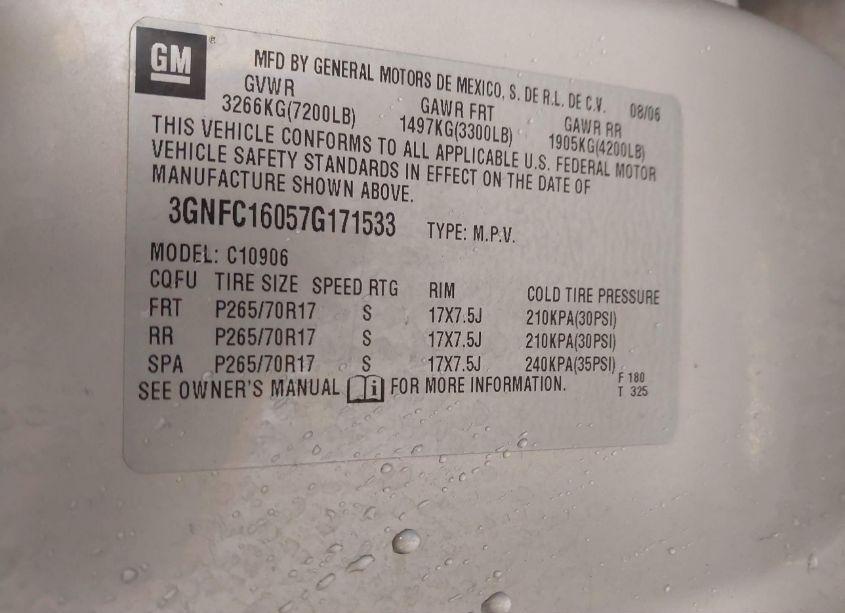 GM ®
MFD BY GENERAL MOTORS DE MEXICO, S. DE R.L. DE C.V. 08/06
GVWR GAWR FRT GAWR RR
3266KG(7200LB) 1497KG(3300LB) 1905KG(4200LB)
THIS VEHICLE CONFORMS TO ALL APPLICABLE U.S. FEDERAL MOTOR
VEHICLE SAFETY STANDARDS IN EFFECT ON THE DATE OF
MANUFACTURE SHOWN ABOVE.
3GNFC16057G171533 TYPE: M.P.V.
MODEL: C10906
CQFU TIRE SIZE SPEED RTG RIM COLD TIRE PRESSURE
FRT P265/70R17 S 17X7.5J 210KPA(30PSI)
RR P265/70R17 S 17X7.5J 210KPA(30PSI)
SPA P265/70R17 S 17X7.5J 240KPA(35PSI)
SEE OWNER'S MANUAL i FOR MORE INFORMATION.
F 180
T 325